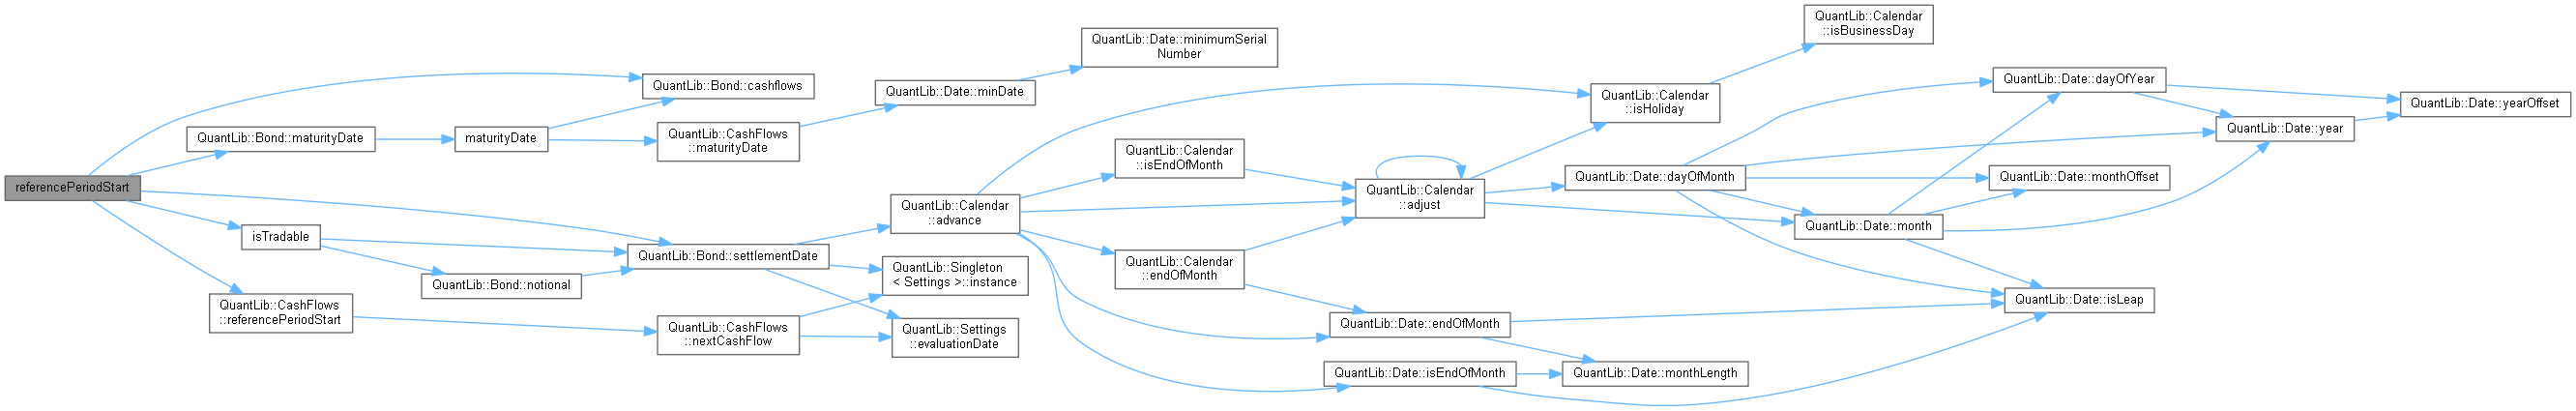 referencePeriodStart
QuantLib::Bond::maturityDate
isTradable
QuantLib::CashFlows
::referencePeriodStart
maturityDate
QuantLib::Bond::notional
QuantLib::Bond::cashflows
QuantLib::CashFlows
::maturityDate
QuantLib::Bond::settlementDate
QuantLib::CashFlows
::nextCashFlow
QuantLib::Date::minDate
QuantLib::Calendar
::advance
QuantLib::Singleton
< Settings >::instance
QuantLib::Settings
::evaluationDate
QuantLib::Date::minimumSerial
Number
QuantLib::Calendar
::isEndOfMonth
QuantLib::Calendar
::endOfMonth
QuantLib::Calendar
::adjust
QuantLib::Date::endOfMonth
QuantLib::Date::isEndOfMonth
QuantLib::Calendar
::isHoliday
QuantLib::Date::dayOfMonth
QuantLib::Date::monthLength
QuantLib::Calendar
::isBusinessDay
QuantLib::Date::month
QuantLib::Date::dayOfYear
QuantLib::Date::monthOffset
QuantLib::Date::isLeap
QuantLib::Date::year
QuantLib::Date::yearOffset